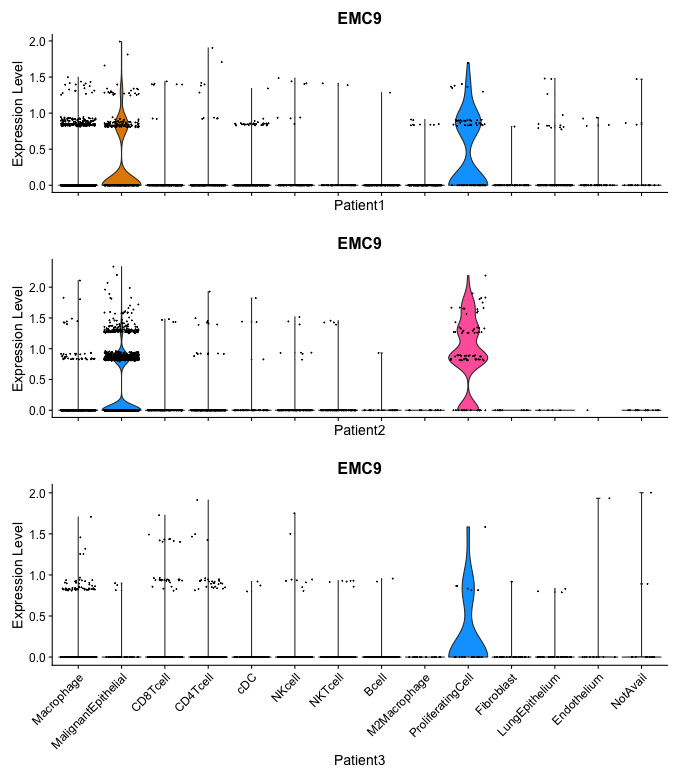 EMC9
Expression Level
2.0
1.5
1.0
0.5
0.0
Patient1
EMC9
Expression Level
2.0
1.5
1.0
0.5
0.0
Patient2
EMC9
Expression Level
2.0
1.5
1.0
0.5
0.0
Macrophage
MalignantEpithelial
CD8Tcell
CD4Tcell
cDC
NKcell
NKTcell
Bcell
M2Macrophage
ProliferatingCell
Fibroblast
LungEpithelium
Endothelium
NotAvail
Patient3